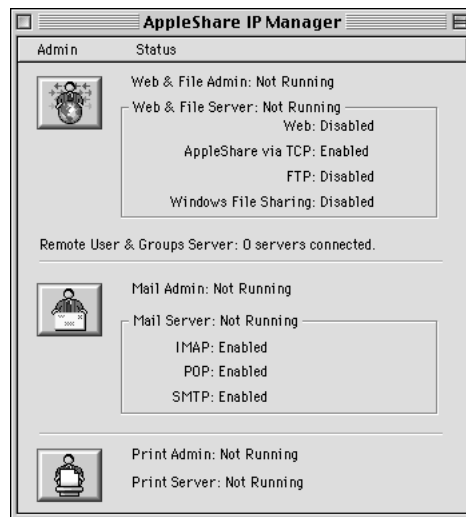 AppleShare IP Manager
Admin Status
Web & File Admin: Not Running
Web & File Server: Not Running
Web: Disabled
AppleShare via TCP: Enabled
FTP: Disabled
Windows File Sharing: Disabled
Remote User & Groups Server: 0 servers connected.
Mail Admin: Not Running
Mail Server: Not Running
IMAP: Enabled
POP: Enabled
SMTP: Enabled
Print Admin: Not Running
Print Server: Not Running